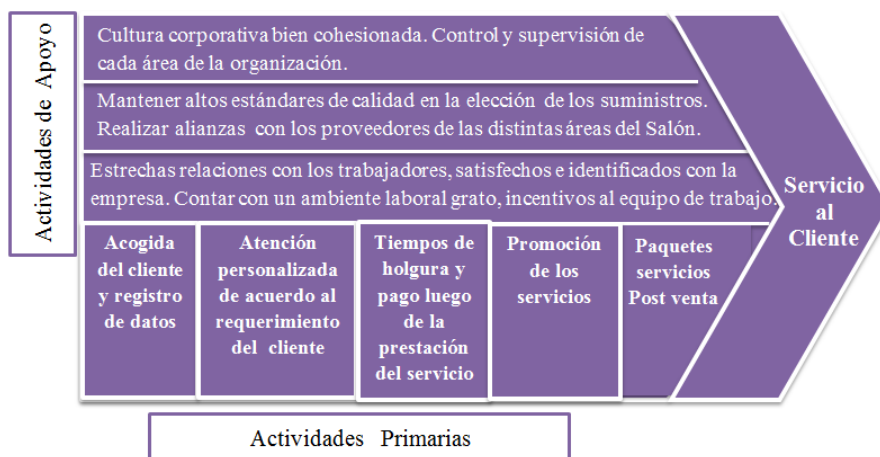 Actividades de Apoyo
Cultura corporativa bien cohesionada. Control y supervisión de
cada área de la organización.
Mantener altos estándares de calidad en la elección de los suministros.
Realizar alianzas con los proveedores de las distintas áreas del Salón.
Estrechas relaciones con los trabajadores, satisfechos e identificados con la
empresa. Contar con un ambiente laboral grato, incentivos al equipo de trabajo.
Acogida
del cliente
y registro
de datos
Atención
personalizada
de acuerdo al
requerimiento
del cliente
Tiempos de
holgura y
pago luego
de la
prestación
del servicio
Promoción
de los
servicios
Paquetes
servicios
Post venta
Servicio
al
Cliente
Actividades Primarias